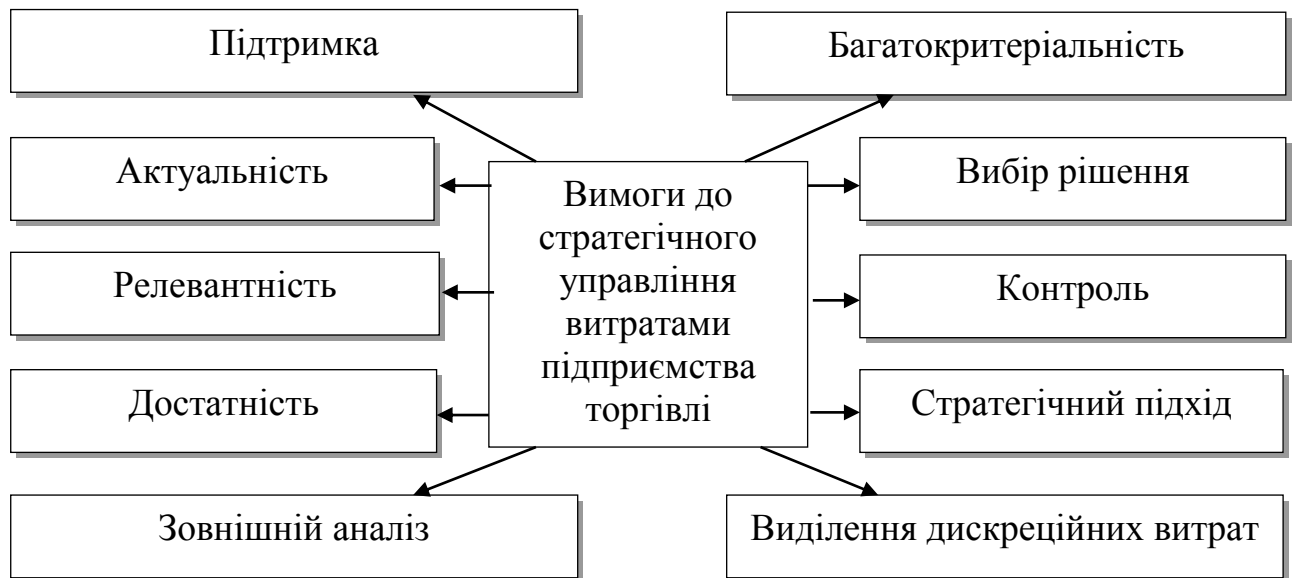 Підтримка
Багатокритеріальність
Актуальність
Вибір рішення
Вимоги до
стратегічного
управління
витратами
підприємства
торгівлі
Релевантність
Контроль
Достатність
Стратегічний підхід
Зовнішній аналіз
Виділення дискреційних витрат